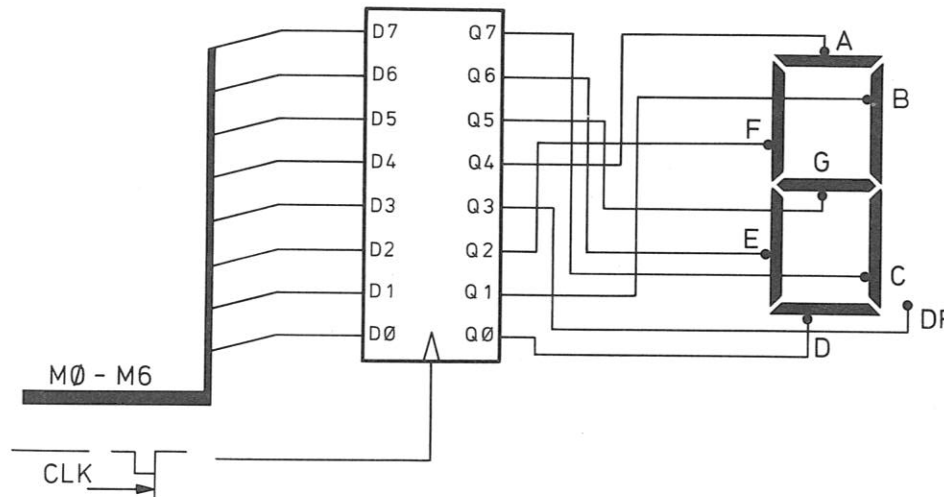 D7 Q7 A
D6 Q6 B
D5 Q5 F
D4 Q4 G
D3 Q3
D2 Q2 E
D1 Q1 C
DØ QØ D
MØ - M6
CLK